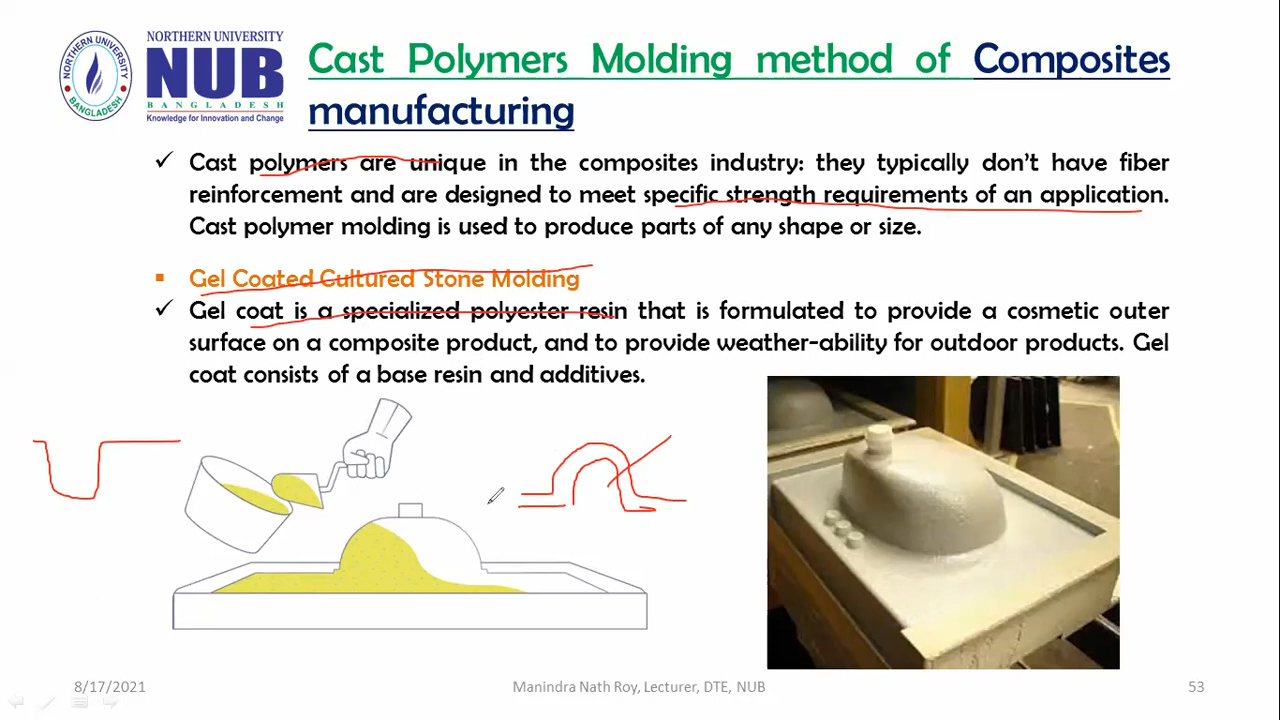 NORTHERN UNIVERSITY
BANGLADESH
NORTHERN UNIVERSITY
NUB
BANGLADESH
Knowledge for Innovation and Change
Cast Polymers Molding method of Composites
manufacturing
✓ Cast polymers are unique in the composites industry: they typically don't have fiber
reinforcement and are designed to meet specific strength requirements of an application.
Cast polymer molding is used to produce parts of any shape or size.
▪ Gel Coated Cultured Stone Molding
✓ Gel coat is a specialized polyester resin that is formulated to provide a cosmetic outer
surface on a composite product, and to provide weather-ability for outdoor products. Gel
coat consists of a base resin and additives.
8/17/2021
Manindra Nath Roy, Lecturer, DTE, NUB
53